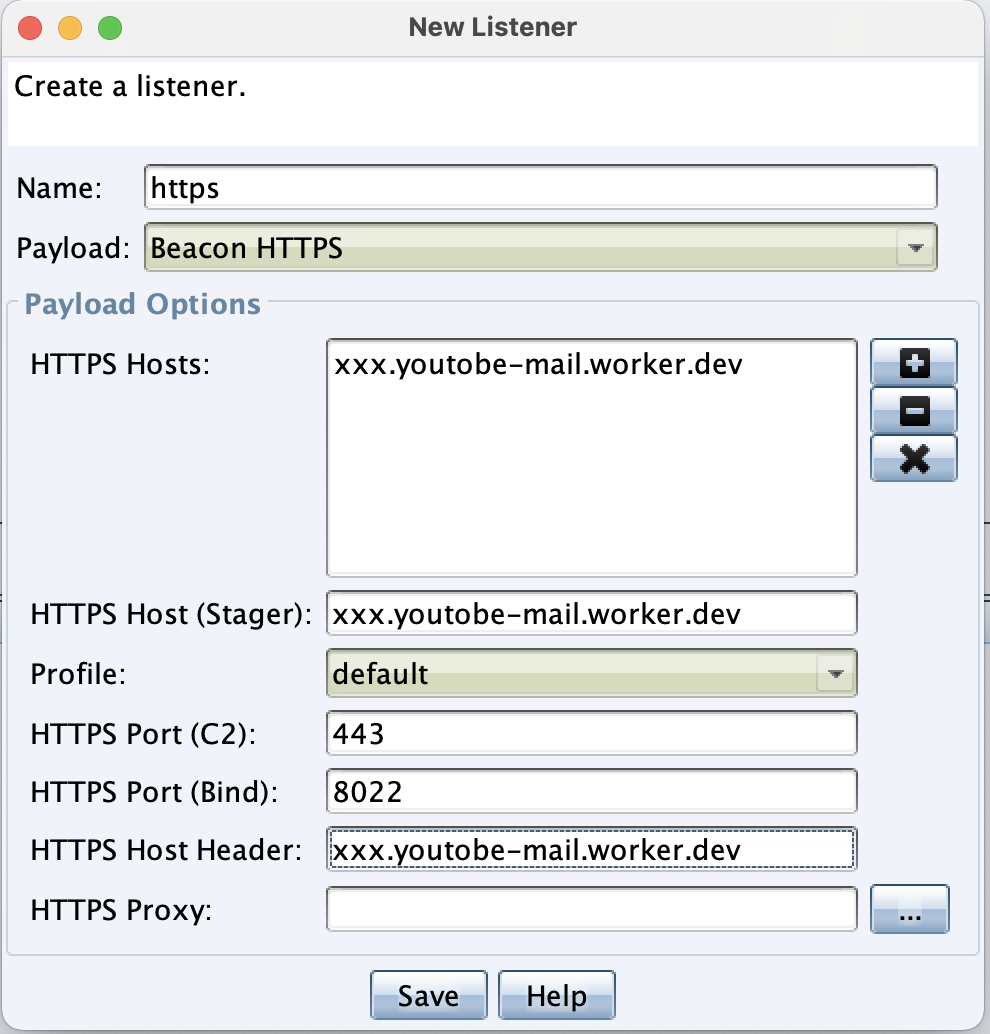 New Listener
Create a listener.
Name: https
Payload: Beacon HTTPS
Payload Options
HTTPS Hosts: xxx.youtobe-mail.worker.dev
HTTPS Host (Stager): xxx.youtobe-mail.worker.dev
Profile: default
HTTPS Port (C2): 443
HTTPS Port (Bind): 8022
HTTPS Host Header: xxx.youtobe-mail.worker.dev
HTTPS Proxy: ...
Save Help